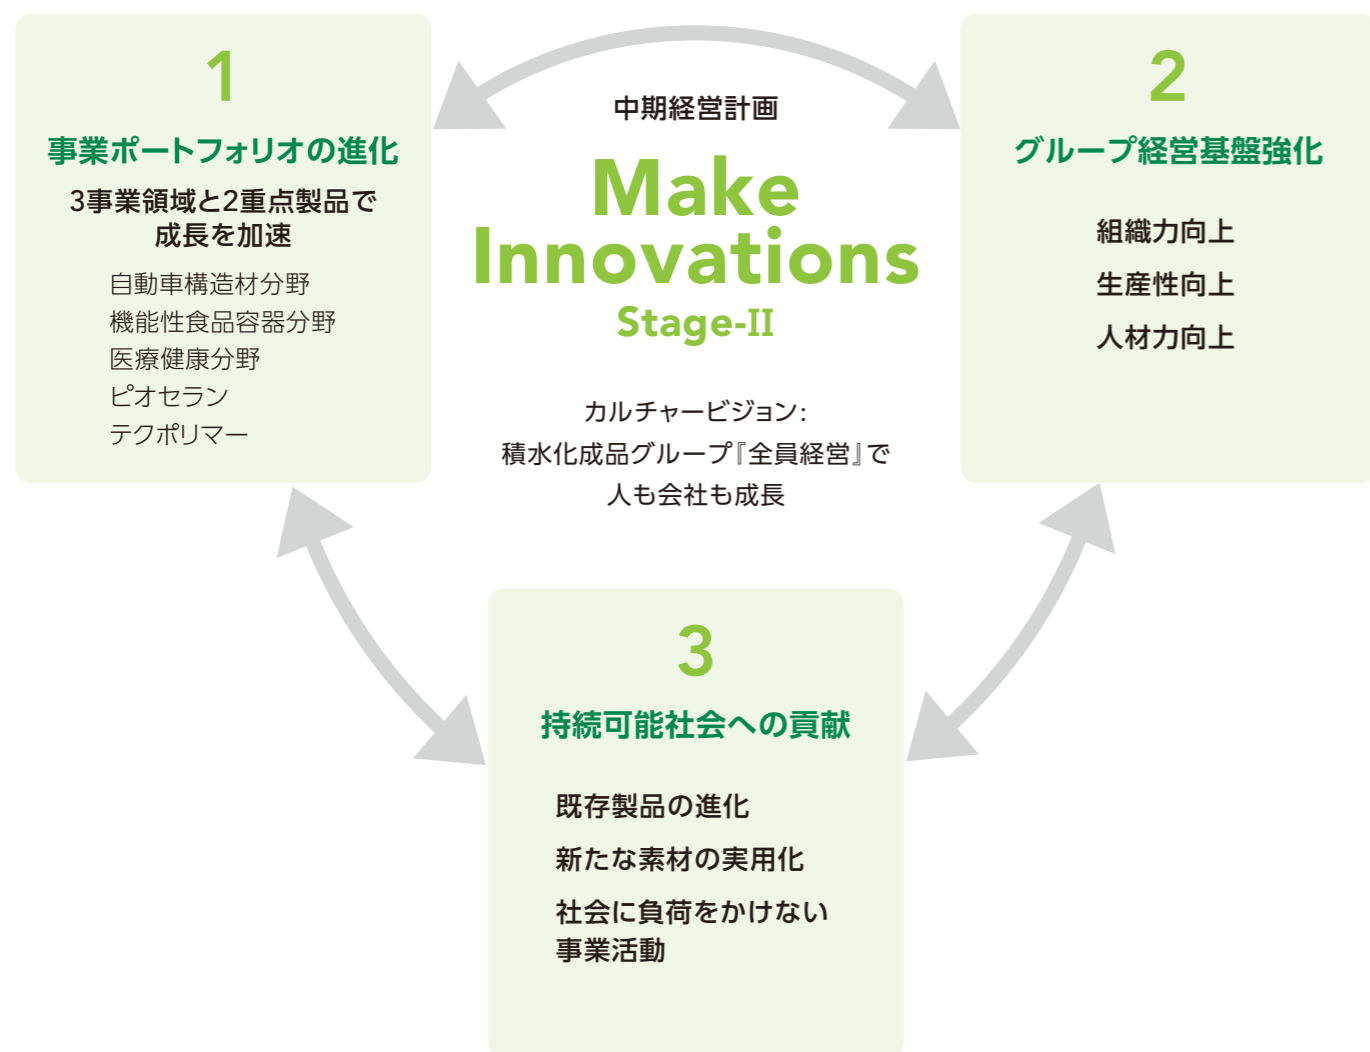 1
事業ポートフォリオの進化
3事業領域と2重点製品で
成長を加速
自動車構造材分野
機能性食品容器分野
医療健康分野
ピオセラン
テクポリマー
中期経営計画
Make
Innovations
Stage-II
カルチャービジョン:
積水化成品グループ『全員経営』で
人も会社も成長
2
グループ経営基盤強化
組織力向上
生産性向上
人材力向上
3
持続可能社会への貢献
既存製品の進化
新たな素材の実用化
社会に負荷をかけない
事業活動